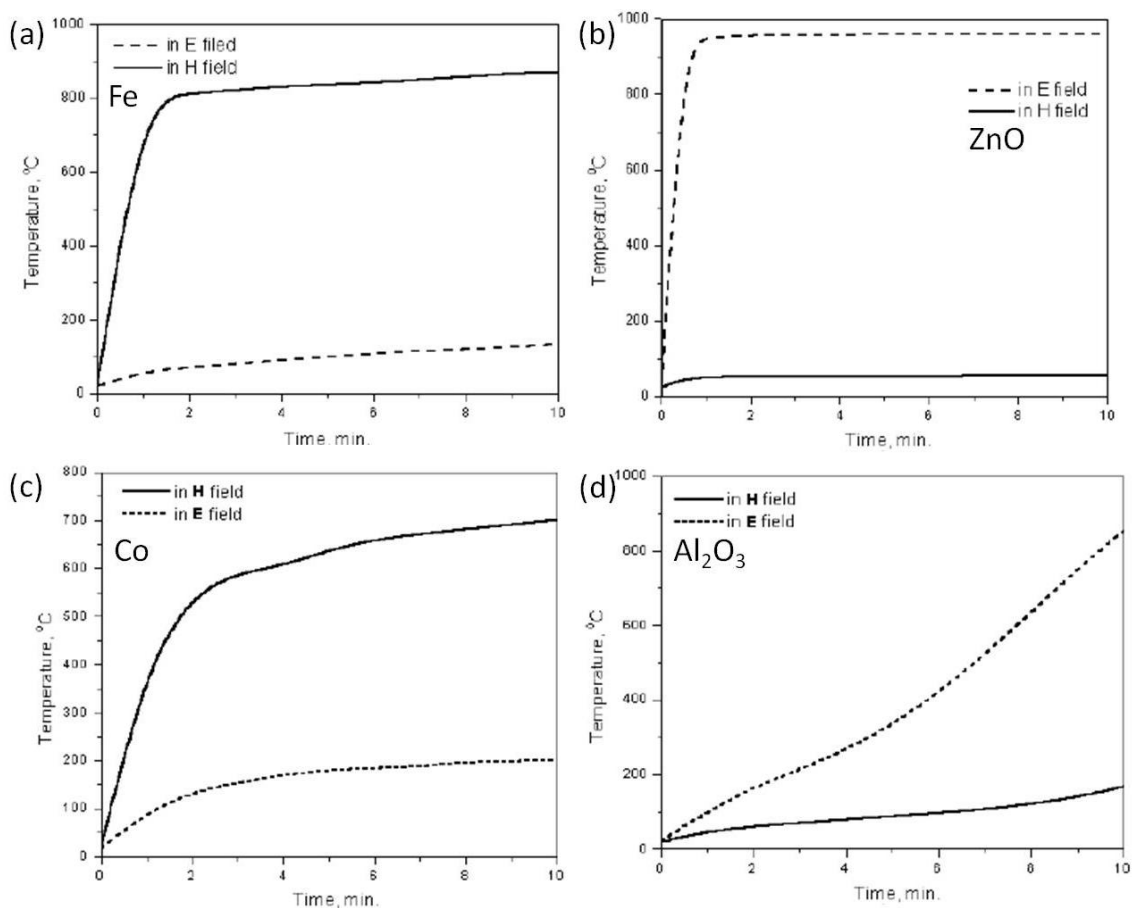 (a)
1000
800
600
400
200
0
Temperature, ⁰C
in E filed
in H field
Fe
0 2 4 6 8 10
Time. min.
(b)
1000
800
600
400
200
0
Temperature, ⁰C
in E field
in H field
ZnO
0 2 4 6 8 10
Time, min.
(c)
800
700
600
500
400
300
200
100
0
Temperature, ⁰C
in H field
in E field
Co
0 2 4 6 8 10
Time, min.
(d)
1000
800
600
400
200
0
Temperature, ⁰C
in H field
in E field
Al₂O₃
0 2 4 6 8 10
Time, min.